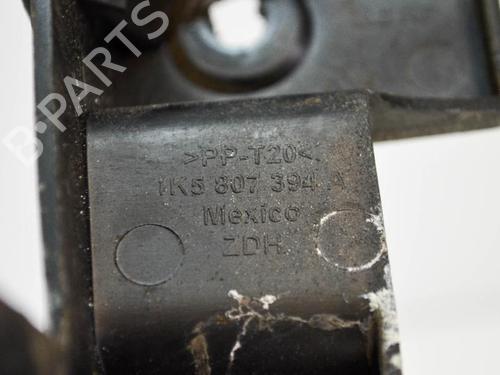 B-PARTS
>PP-T20<
1K5 807 394 A
Mexico
ZDH